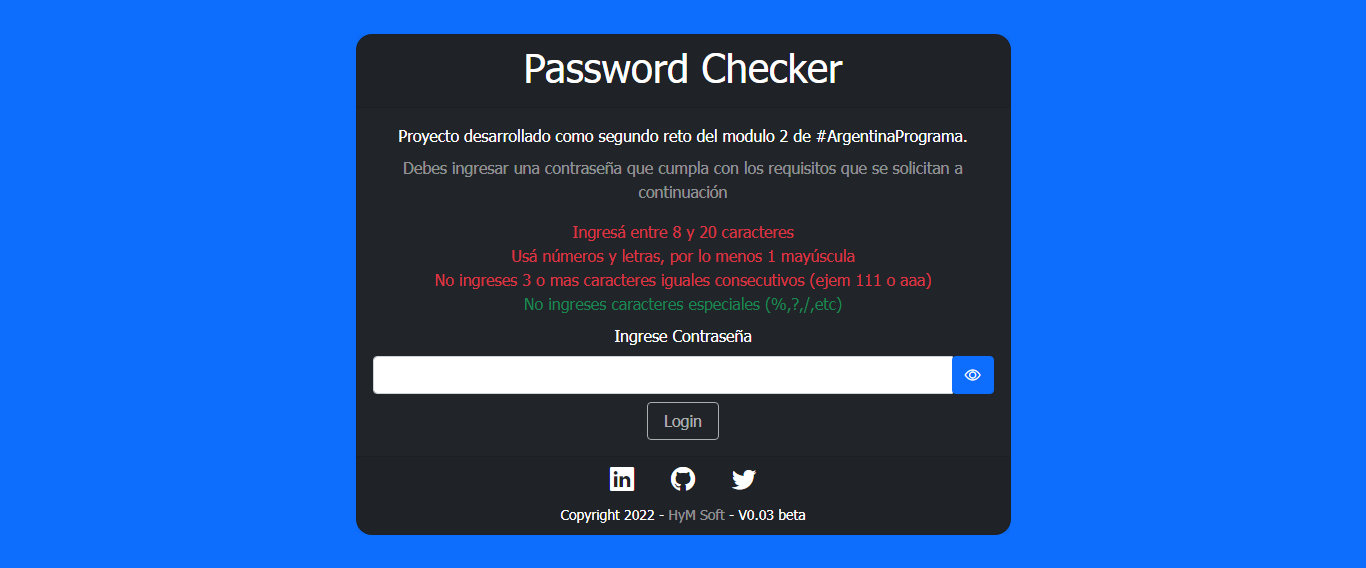 Password Checker
Proyecto desarrollado como segundo reto del modulo 2 de #ArgentinaPrograma.
Debes ingresar una contraseña que cumpla con los requisitos que se solicitan a
continuación
Ingresá entre 8 y 20 caracteres
Usá números y letras, por lo menos 1 mayúscula
No ingreses 3 o mas caracteres iguales consecutivos (ejem 111 o aaa)
No ingreses caracteres especiales (%,?,/,etc)
Ingrese Contraseña
Login
in
Copyright 2022 - HyM Soft - V0.03 beta